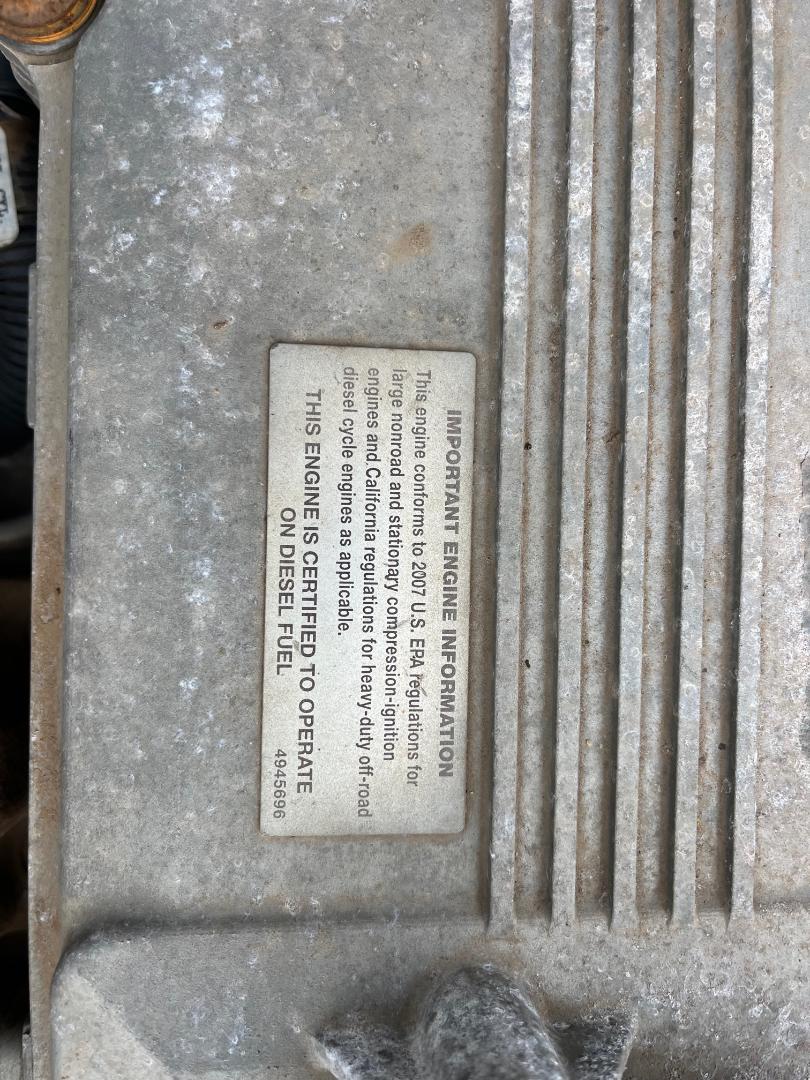 IMPORTANT ENGINE INFORMATION
This engine conforms to 2007 U.S. EPA regulations for
large nonroad and stationary compression-ignition
engines and California regulations for heavy-duty off-road
diesel cycle engines as applicable.
THIS ENGINE IS CERTIFIED TO OPERATE
ON DIESEL FUEL
4945696